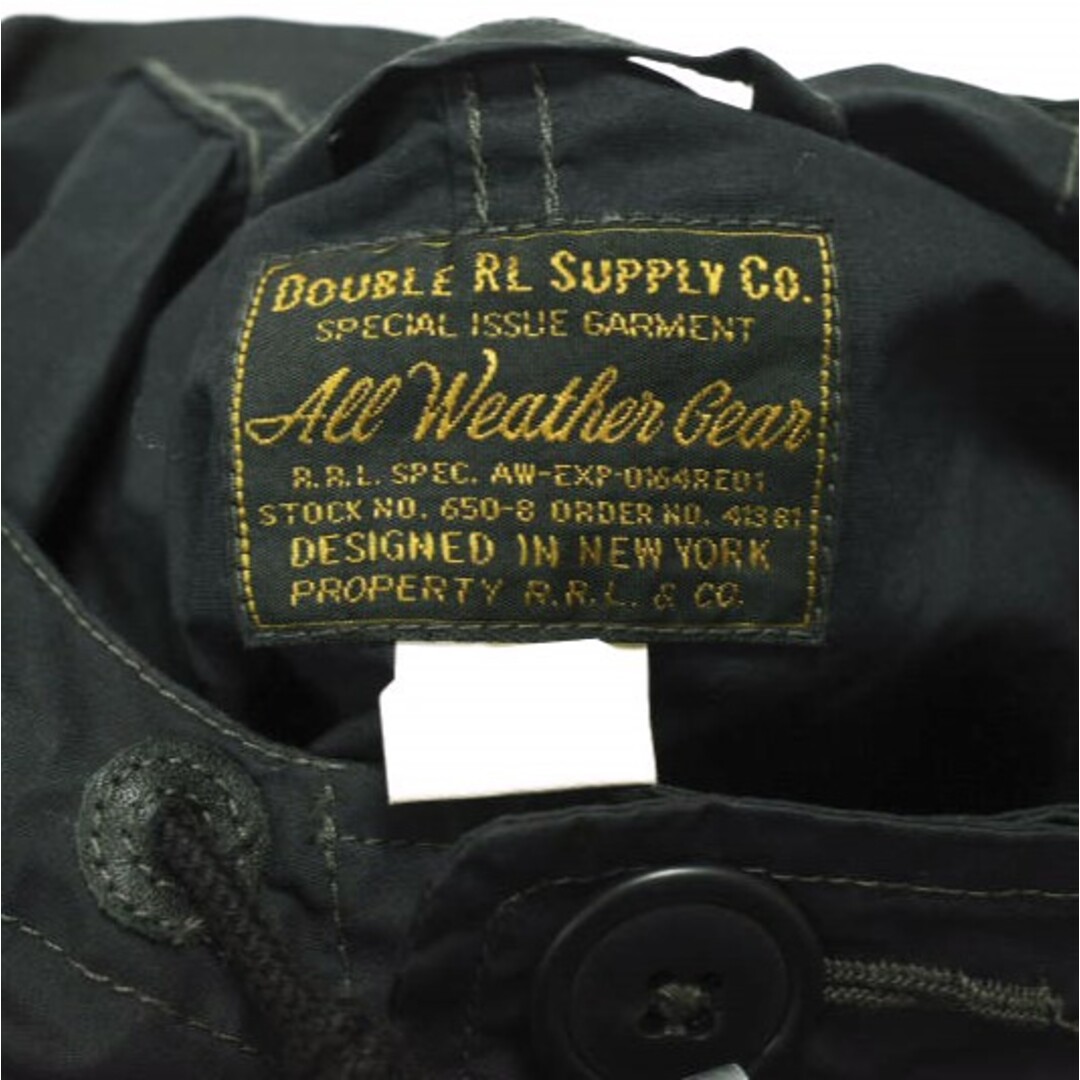 DOUBLE RL SUPPLY CO.
SPECIAL ISSUE GARMENT
All Weather Gear
R.R.L. SPEC. AW-EXP-0164RE01
STOCK NO. 650-8 ORDER NO. 41381
DESIGNED IN NEW YORK
PROPERTY R.R.L. & CO.